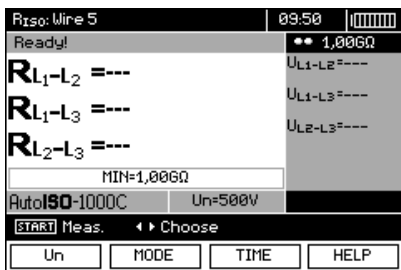 RISO: Wire 5 09:50
Ready! 1,00GΩ
RL1-L2 =--- UL1-L2=---
RL1-L3 =--- UL1-L3=---
RL2-L3 =--- UL2-L3=---
MIN=1,00GΩ
AutoISO-1000C Un=500V
START Meas. ◂ ▸ Choose
Un MODE TIME HELP